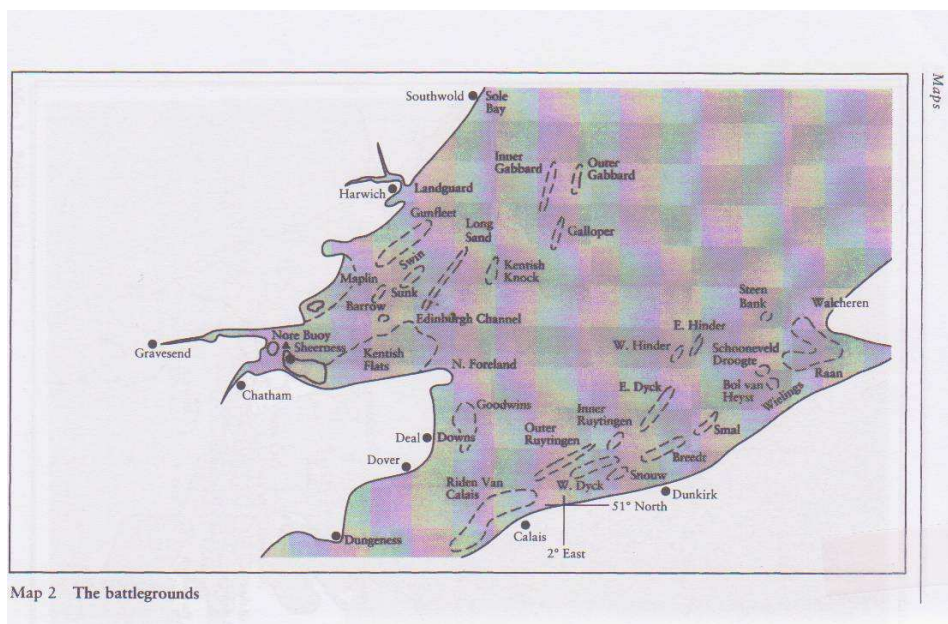 Maps
Southwold
Sole
Bay
Inner
Gabbard
Outer
Gabbard
Harwich
Landguard
Gunfleet
Long
Sand
Galloper
Swin
Kentish
Knock
Maplin
Sunk
Barrow
Steen
Bank
Walcheren
Edinburgh Channel
E. Hinder
Nore Buoy
Sheerness
W. Hinder
Schooneveld
Droogte
Gravesend
Kentish
Flats
N. Foreland
Raan
Chatham
E. Dyck
Bol van
Heyst
Wielings
Goodwins
Inner
Ruytingen
Outer
Ruytingen
Smal
Deal
Downs
Breedt
Dover
Riden Van
Calais
W. Dyck
Snouw
Dunkirk
51° North
Calais
Dungeness
2° East
Map 2 The battlegrounds